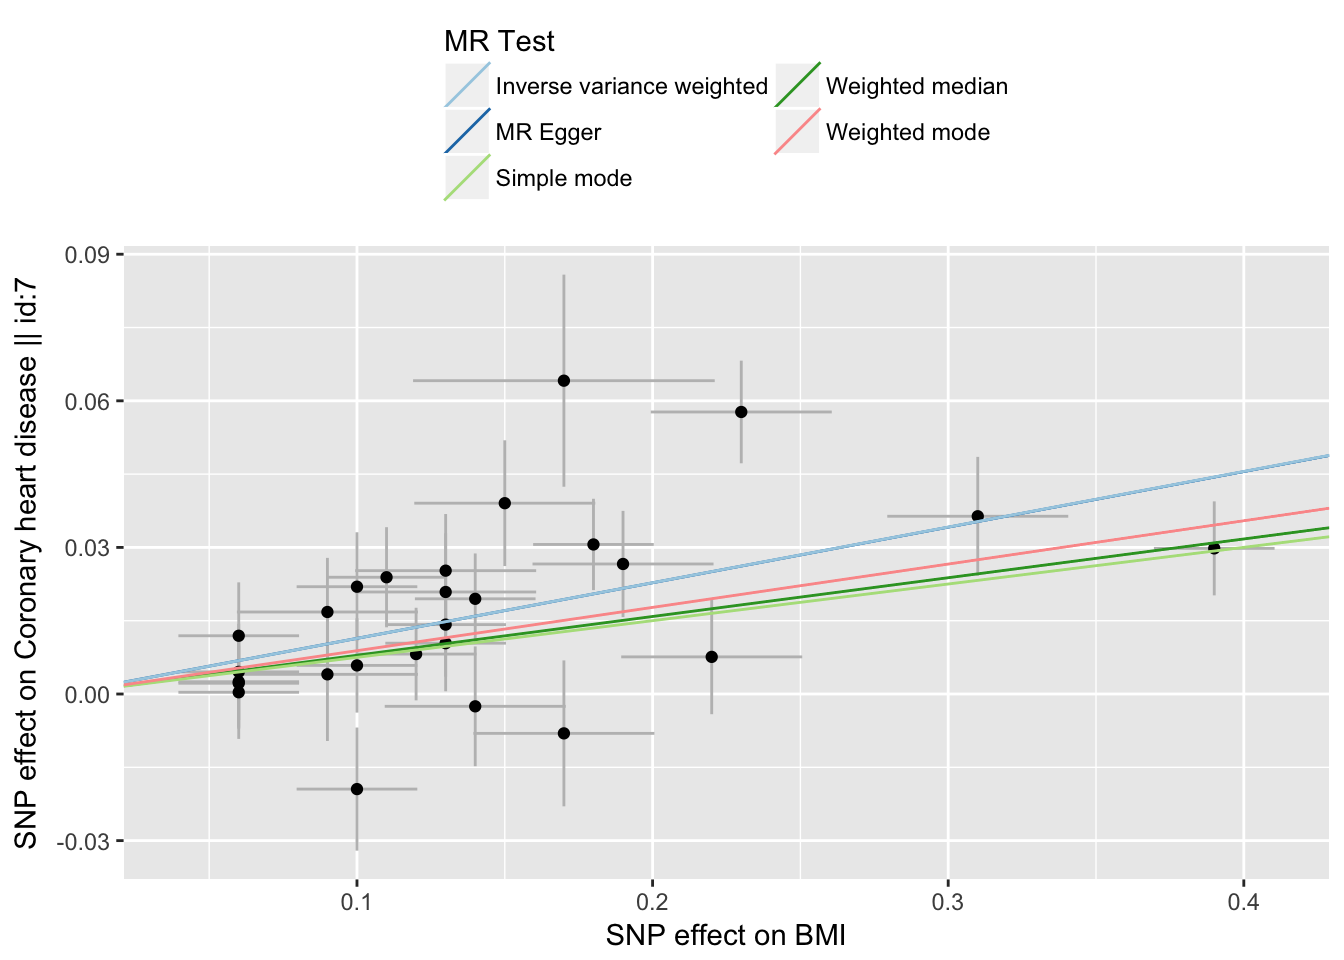 MR Test
Inverse variance weighted
Weighted median
MR Egger
Weighted mode
Simple mode
SNP effect on Coronary heart disease || id:7
0.09
0.06
0.03
0.00
-0.03
0.1
0.2
0.3
0.4
SNP effect on BMI